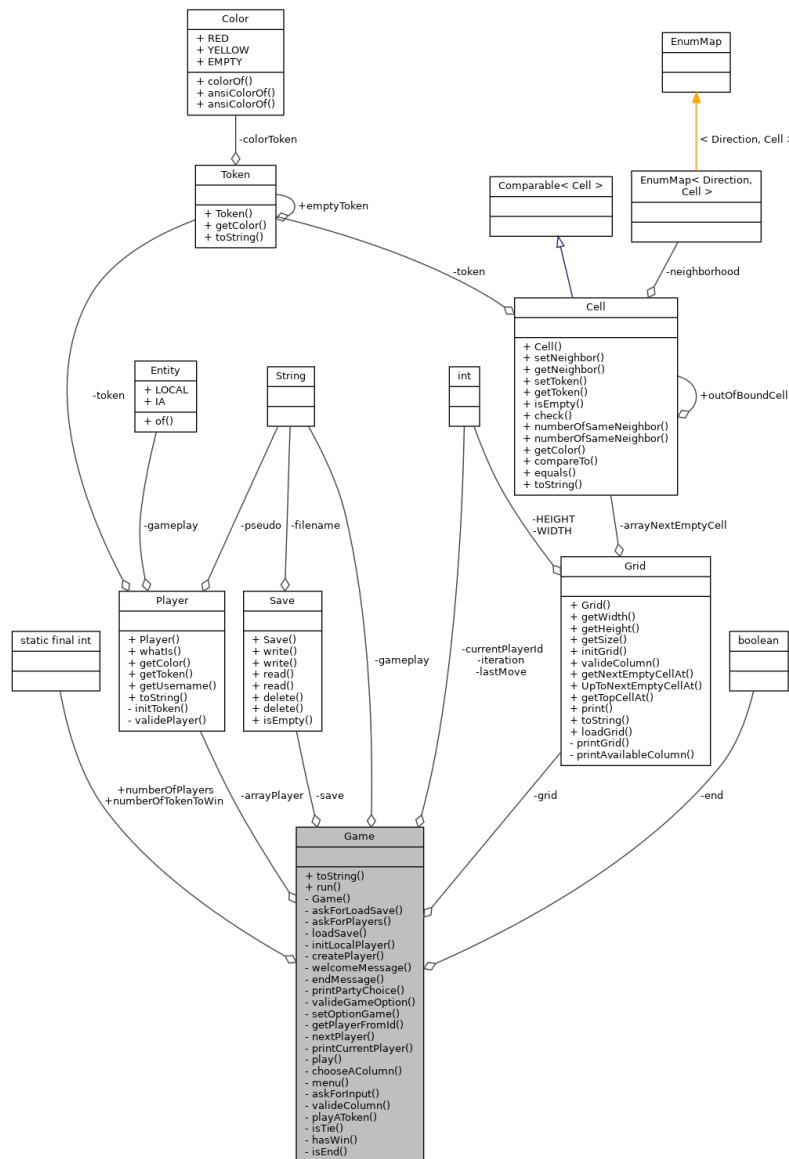 Color
+ RED
+ YELLOW
+ EMPTY
+ colorOf()
+ ansiColorOf()
+ ansiColorOf()
EnumMap
-colorToken
< Direction, Cell >
Token
+ Token()
+ getColor()
+ toString()
+emptyToken
Comparable< Cell >
EnumMap< Direction,
Cell >
-token
-neighborhood
Cell
+ Cell()
+ setNeighbor()
+ getNeighbor()
+ setToken()
+ getToken()
+ isEmpty()
+ check()
+ numberOfSameNeighbor()
+ numberOfSameNeighbor()
+ getColor()
+ compareTo()
+ equals()
+ toString()
+outOfBoundCell
-token
Entity
+ LOCAL
+ IA
+ of()
String
int
-gameplay
-pseudo
-filename
-HEIGHT
-WIDTH
-arrayNextEmptyCell
static final int
Player
+ Player()
+ whatIs()
+ getColor()
+ getToken()
+ getUsername()
+ toString()
- initToken()
- validePlayer()
Save
+ Save()
+ write()
+ write()
+ read()
+ read()
+ delete()
+ delete()
+ isEmpty()
-gameplay
-currentPlayerId
-iteration
-lastMove
Grid
+ Grid()
+ getWidth()
+ getHeight()
+ getSize()
+ initGrid()
+ valideColumn()
+ getNextEmptyCellAt()
+ UpToNextEmptyCellAt()
+ getTopCellAt()
+ print()
+ toString()
+ loadGrid()
- printGrid()
- printAvailableColumn()
boolean
+numberOfPlayers
+numberOfTokenToWin
-arrayPlayer
-save
-grid
-end
Game
+ toString()
+ run()
- Game()
- askForLoadSave()
- askForPlayers()
- loadSave()
- initLocalPlayer()
- createPlayer()
- welcomeMessage()
- endMessage()
- printPartyChoice()
- valideGameOption()
- setOptionGame()
- getPlayerFromId()
- nextPlayer()
- printCurrentPlayer()
- play()
- chooseAColumn()
- menu()
- askForInput()
- valideColumn()
- playAToken()
- isTie()
- hasWin()
- isEnd()